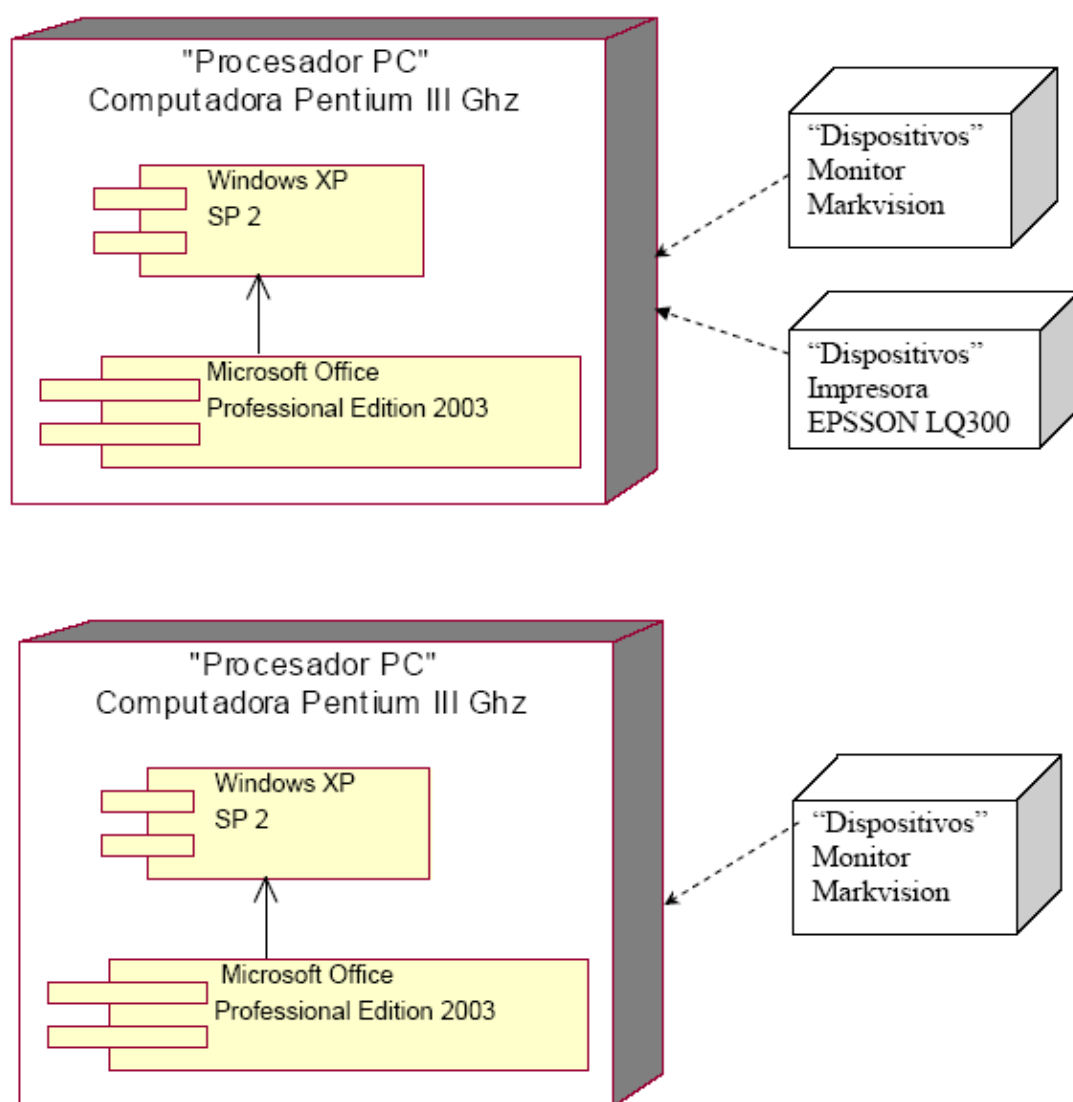 "Procesador PC"
Computadora Pentium III Ghz
Windows XP
SP 2
Microsoft Office
Professional Edition 2003
“Dispositivos”
Monitor
Markvision
“Dispositivos”
Impresora
EPSSON LQ300
"Procesador PC"
Computadora Pentium III Ghz
Windows XP
SP 2
Microsoft Office
Professional Edition 2003
“Dispositivos”
Monitor
Markvision